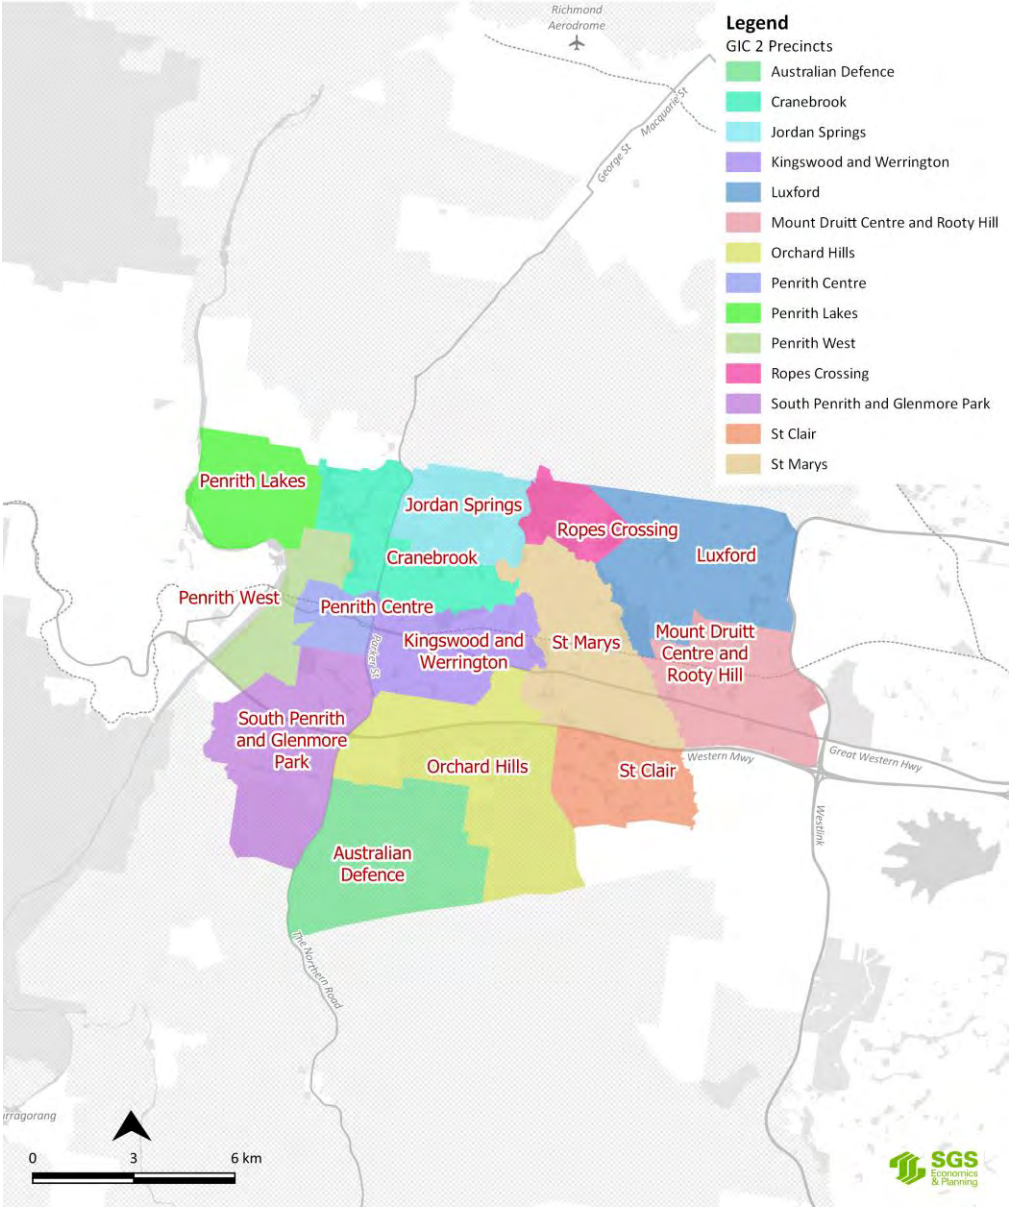 Richmond
Aerodrome
Macquarie St
George St
Legend
GIC 2 Precincts
Australian Defence
Cranebrook
Jordan Springs
Kingswood and Werrington
Luxford
Mount Druitt Centre and Rooty Hill
Orchard Hills
Penrith Centre
Penrith Lakes
Penrith West
Ropes Crossing
South Penrith and Glenmore Park
St Clair
St Marys
Penrith Lakes
Jordan Springs
Ropes Crossing
Luxford
Cranebrook
Penrith West
Penrith Centre
Kingswood and
Werrington
St Marys
Mount Druitt
Centre and
Rooty Hill
Parker St
South Penrith
and Glenmore
Park
Orchard Hills
St Clair
Western Mwy
Great Western Hwy
Westlink
Australian
Defence
The Northern Road
urragorang
0 3 6 km
SGS
Economics
& Planning